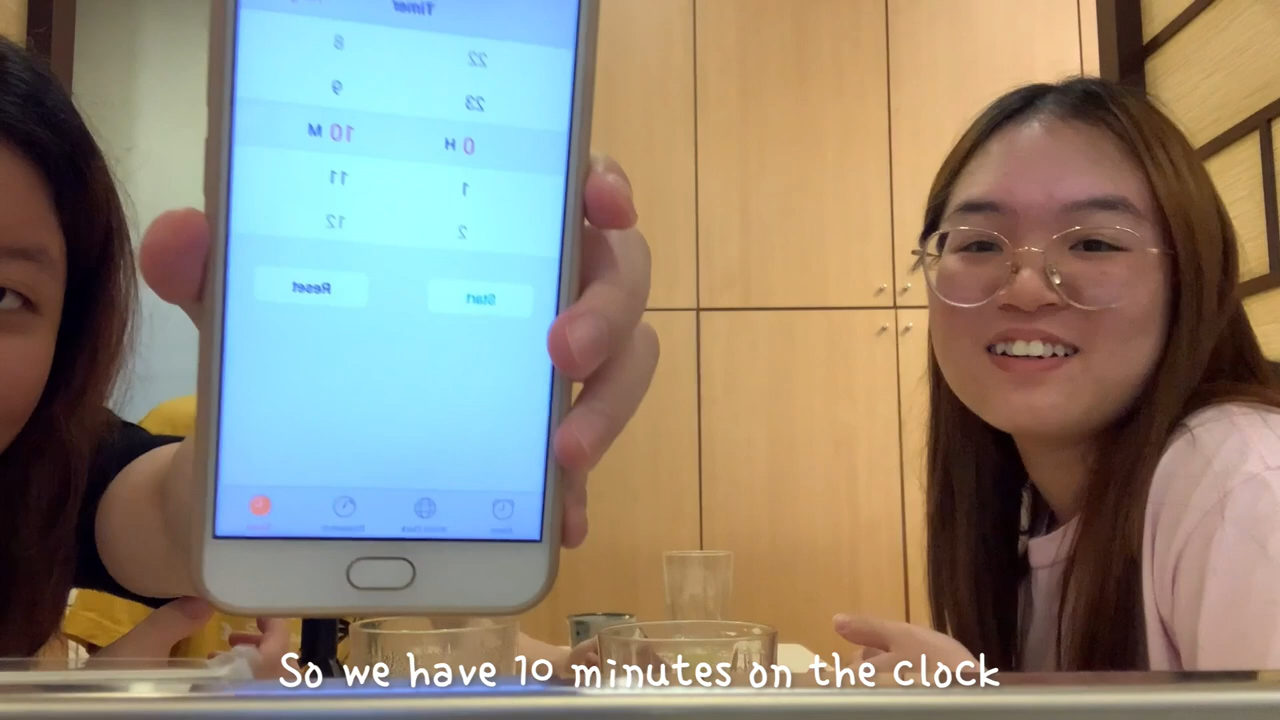 Timer
22 8
23 9
0 H 10 M
1 11
2 12
Start Reset
So we have 10 minutes on the clock